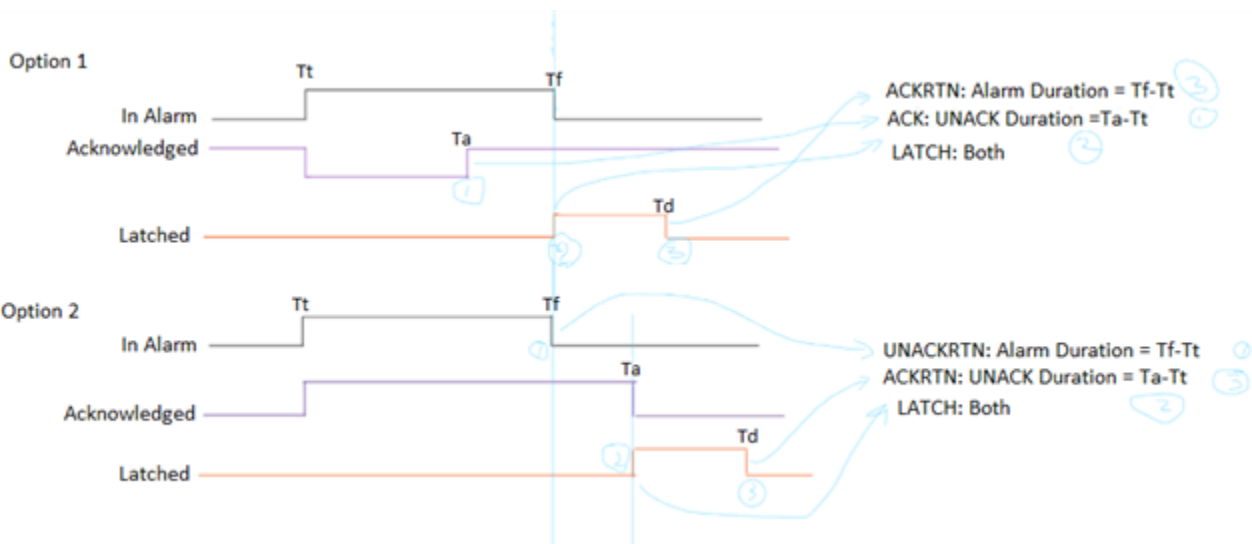 Option 1
Tt
Tf
In Alarm
Acknowledged
Ta
1
Latched
Td
2
3
ACKRTN: Alarm Duration = Tf-Tt 3
ACK: UNACK Duration =Ta-Tt 1
LATCH: Both 2
Option 2
Tt
Tf
In Alarm
1
Acknowledged
Ta
Latched
2
Td
3
UNACKRTN: Alarm Duration = Tf-Tt 1
ACKRTN: UNACK Duration = Ta-Tt 3
LATCH: Both 2